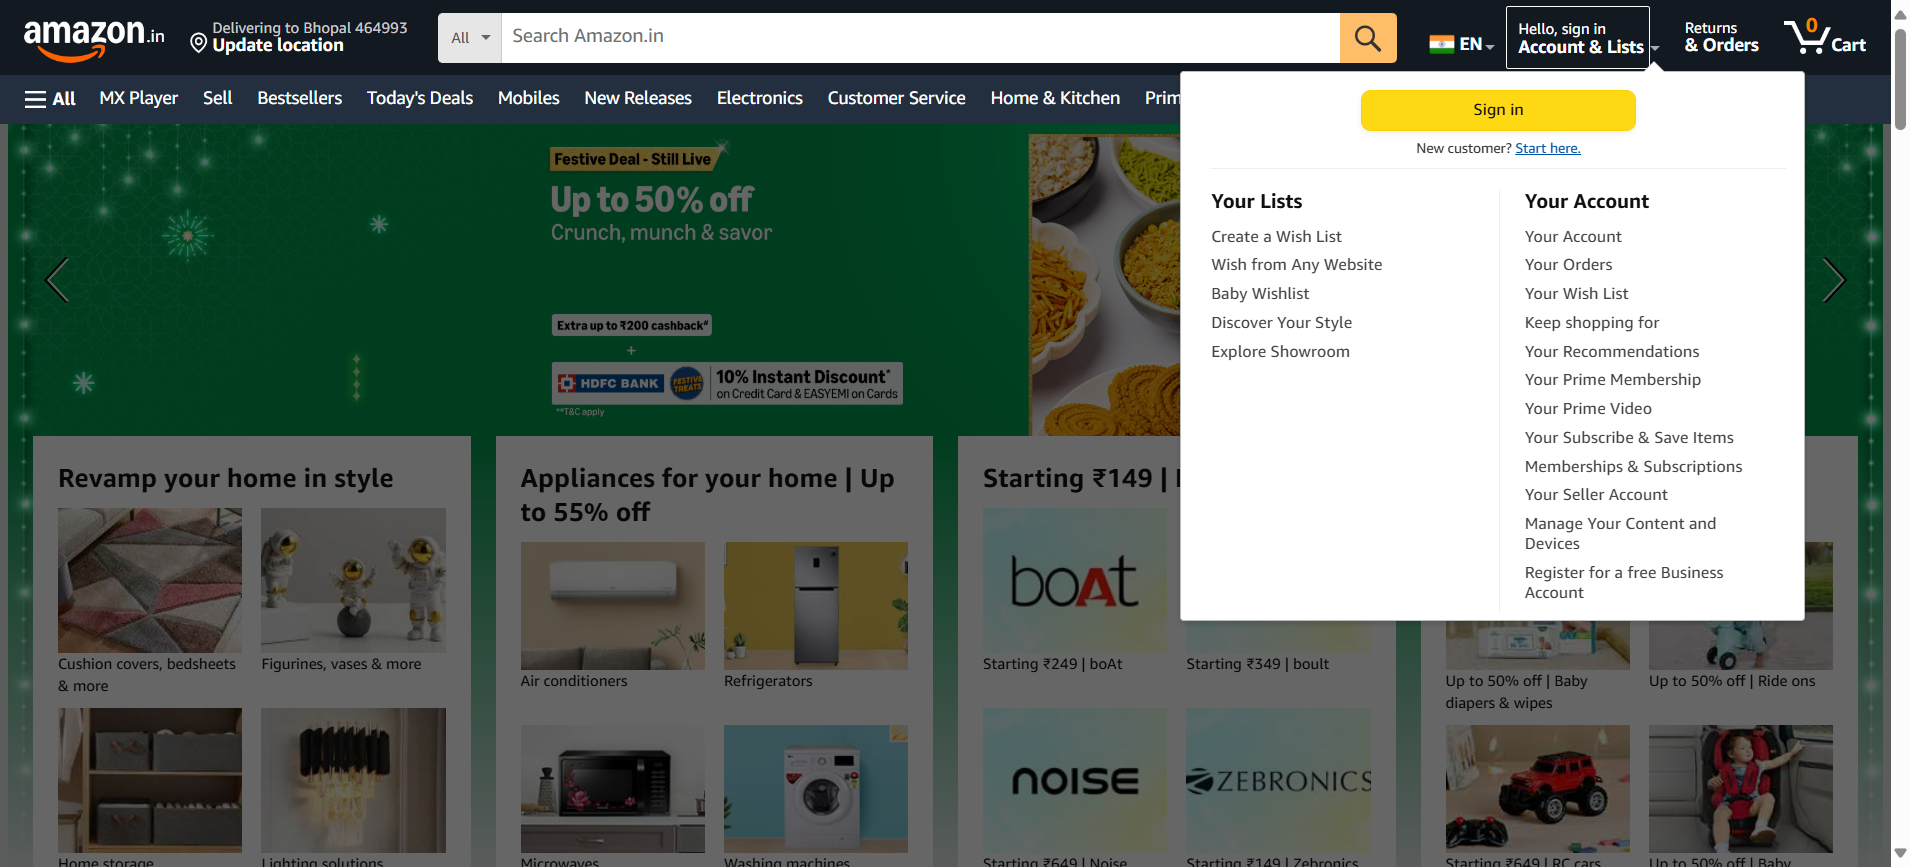 amazon.in
Delivering to Bhopal 464993
Update location
All
Search Amazon.in
EN
Hello, sign in
Account & Lists
Returns
& Orders
0
Cart
All
MX Player
Sell
Bestsellers
Today's Deals
Mobiles
New Releases
Electronics
Customer Service
Home & Kitchen
Prim
Sign in
New customer? Start here.
Your Lists
Create a Wish List
Wish from Any Website
Baby Wishlist
Discover Your Style
Explore Showroom
Your Account
Your Account
Your Orders
Your Wish List
Keep shopping for
Your Recommendations
Your Prime Membership
Your Prime Video
Your Subscribe & Save Items
Memberships & Subscriptions
Your Seller Account
Manage Your Content and
Devices
Register for a free Business
Account
Festive Deal - Still Live
Up to 50% off
Crunch, munch & savor
Extra up to ₹200 cashback#
+
HDFC BANK
FESTIVE
TREATS
10% Instant Discount*
on Credit Card & EASYEMI on Cards
**T&C apply
Revamp your home in style
Cushion covers, bedsheets
& more
Figurines, vases & more
Home storage
Lighting solutions
Appliances for your home | Up
to 55% off
Air conditioners
Refrigerators
Microwaves
Washing machines
Starting ₹149 |
boAt
Starting ₹249 | boAt
Starting ₹349 | boult
noise
ZEBRONICS
Starting ₹649 | Noise
Starting ₹149 | Zebronics
Up to 50% off | Baby
diapers & wipes
Up to 50% off | Ride ons
Starting ₹649 | RC cars
Up to 50% off | Baby